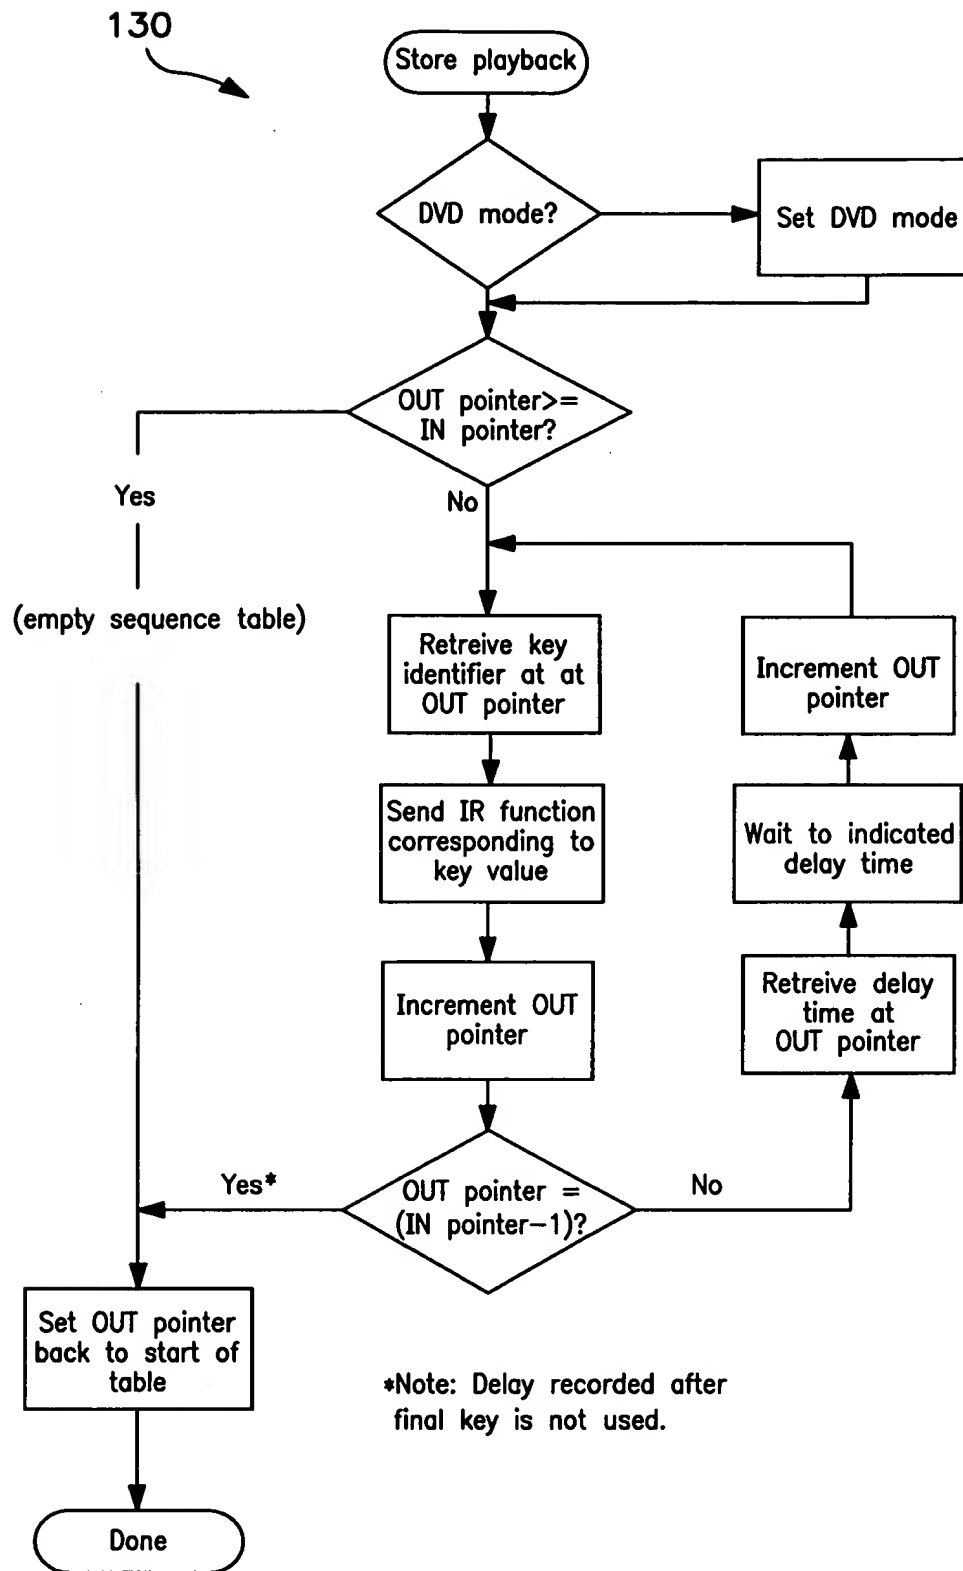 130
Store playback
DVD mode?
Set DVD mode
OUT pointer>=
IN pointer?
Yes
No
(empty sequence table)
Retreive key
identifier at at
OUT pointer
Increment OUT
pointer
Send IR function
corresponding to
key value
Wait to indicated
delay time
Increment OUT
pointer
Retreive delay
time at
OUT pointer
Yes*
OUT pointer =
(IN pointer-1)?
No
Set OUT pointer
back to start of
table
*Note: Delay recorded after
final key is not used.
Done